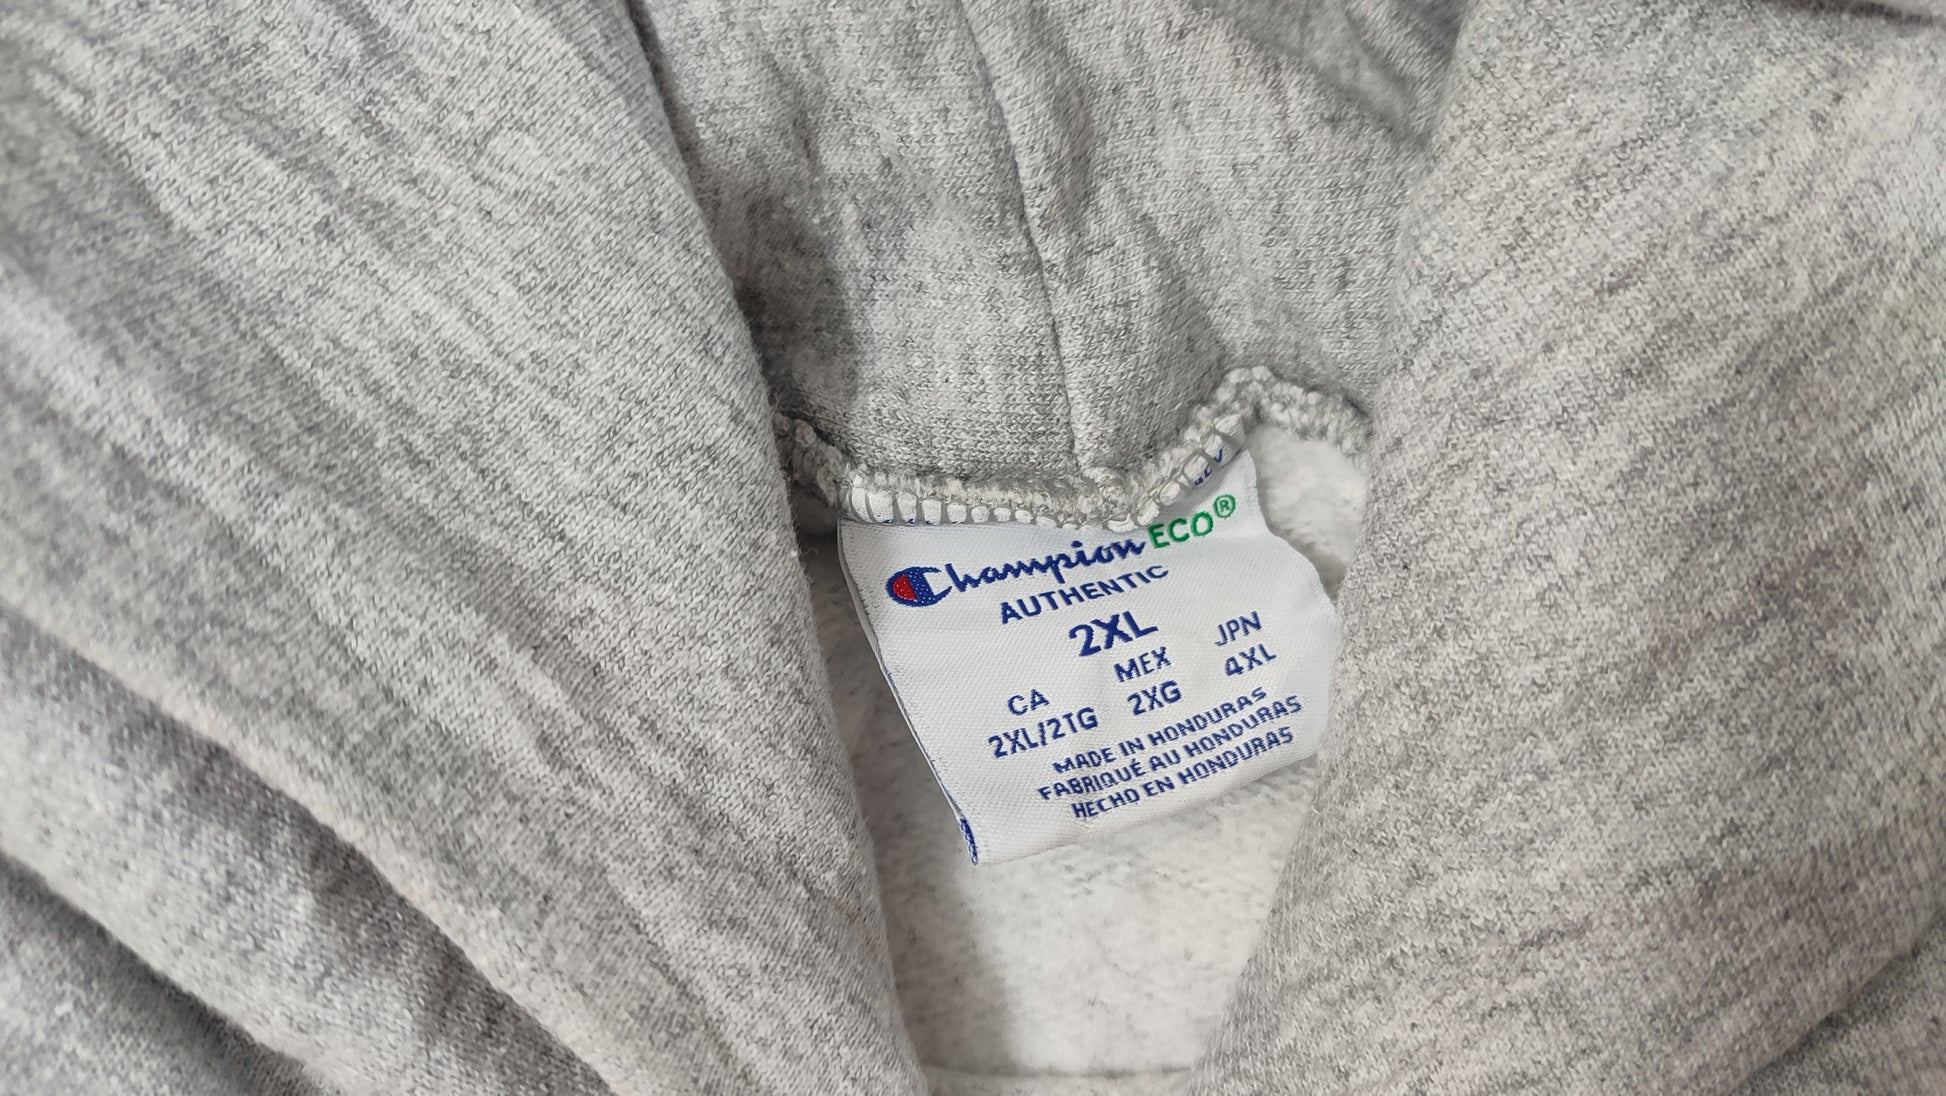 Champion ECO®
AUTHENTIC
2XL
CA MEX JPN
2XL/2TG 2XG 4XL
MADE IN HONDURAS
FABRIQUÉ AU HONDURAS
HECHO EN HONDURAS